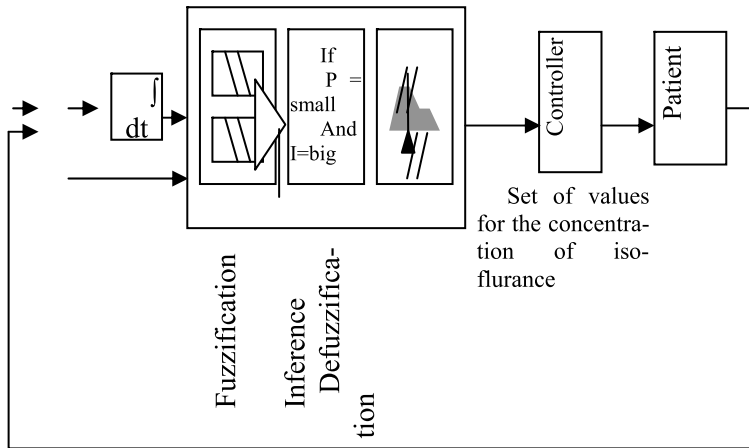 ∫
dt
If
P =
small
And
I=big
Controller
Patient
Set of values
for the concentra-
tion of iso-
flurance
Fuzzification
Inference
Defuzzifica-
tion